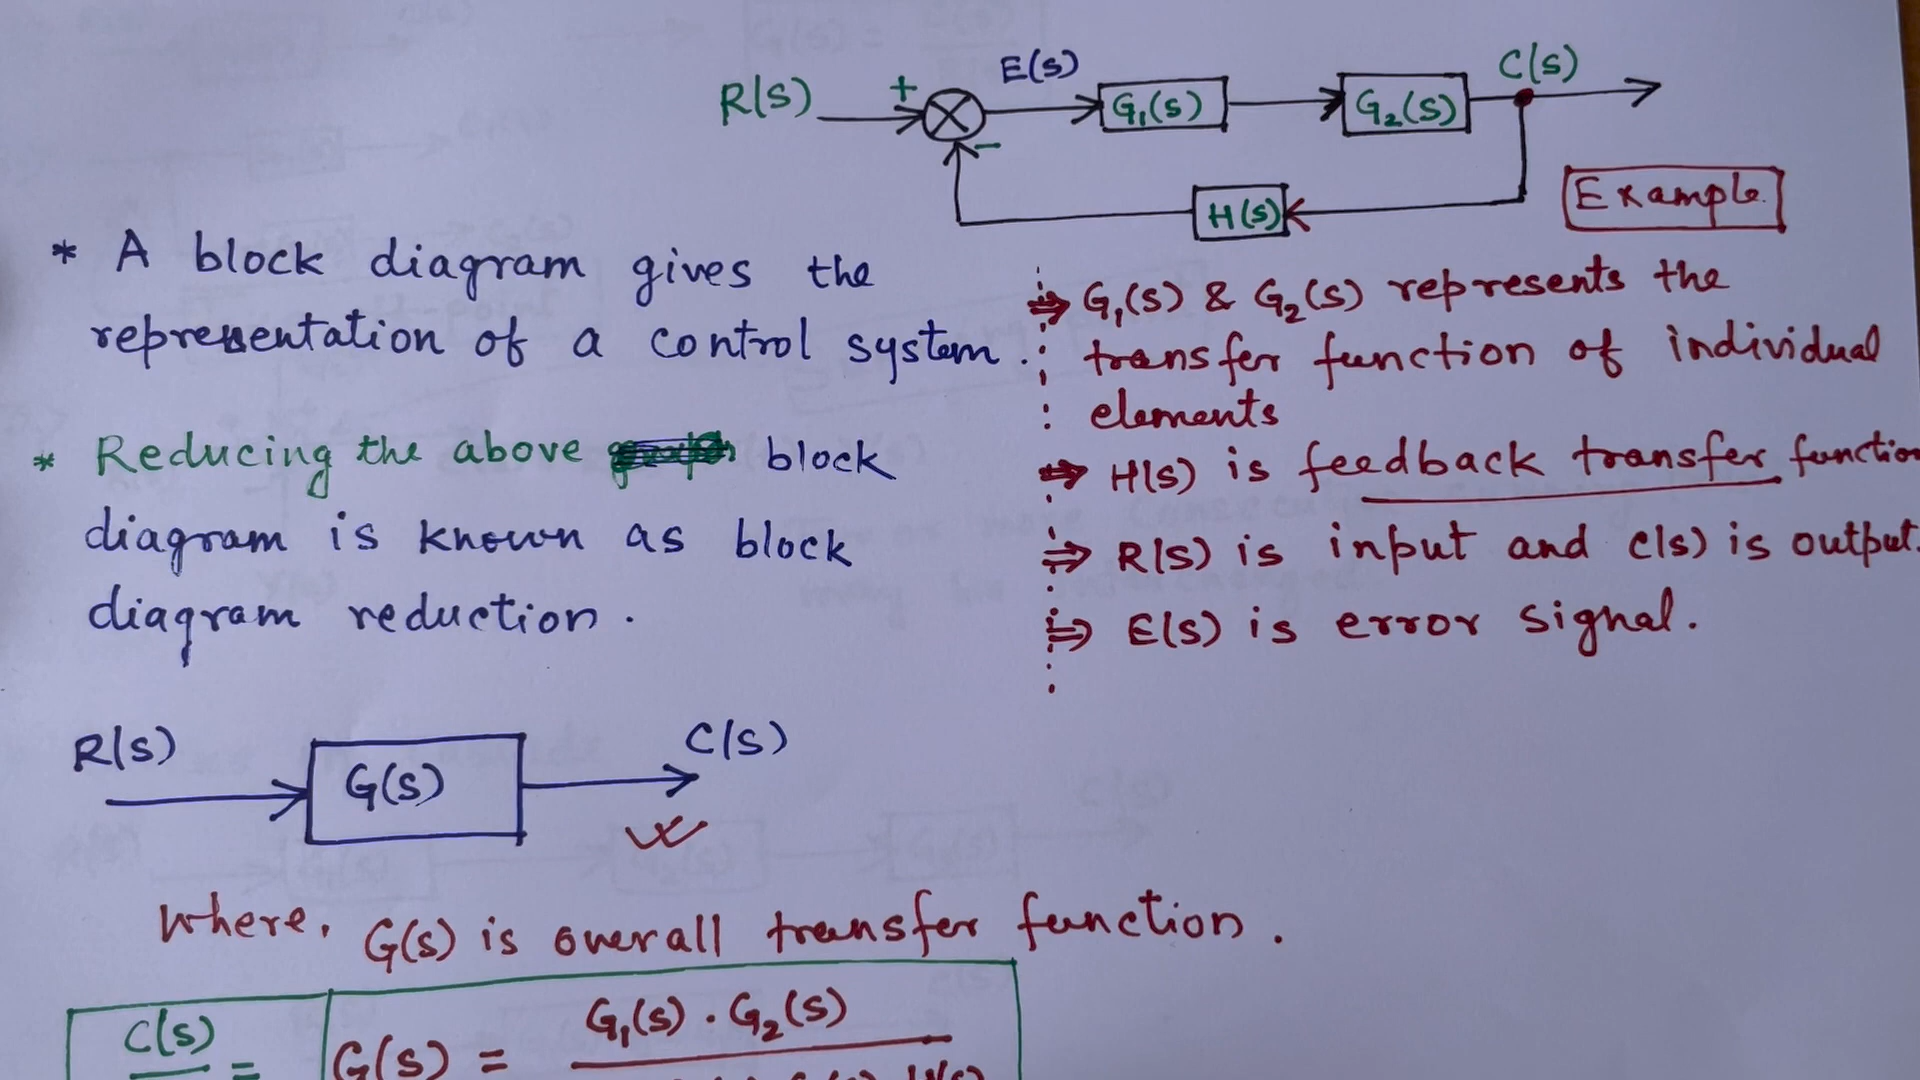 R(s) + E(s) G₁(s) G₂(s) C(s)
-
H(s)
Example
* A block diagram gives the
representation of a control system.
* Reducing the above block
diagram is known as block
diagram reduction.
⇒ G₁(s) & G₂(s) represents the
transfer function of individual
elements
⇒ H(s) is feedback transfer function
⇒ R(s) is input and C(s) is output.
⇒ E(s) is error signal.
R(s) G(s) C(s)
where, G(s) is overall transfer function.
C(s) = G(s) = G₁(s) · G₂(s)